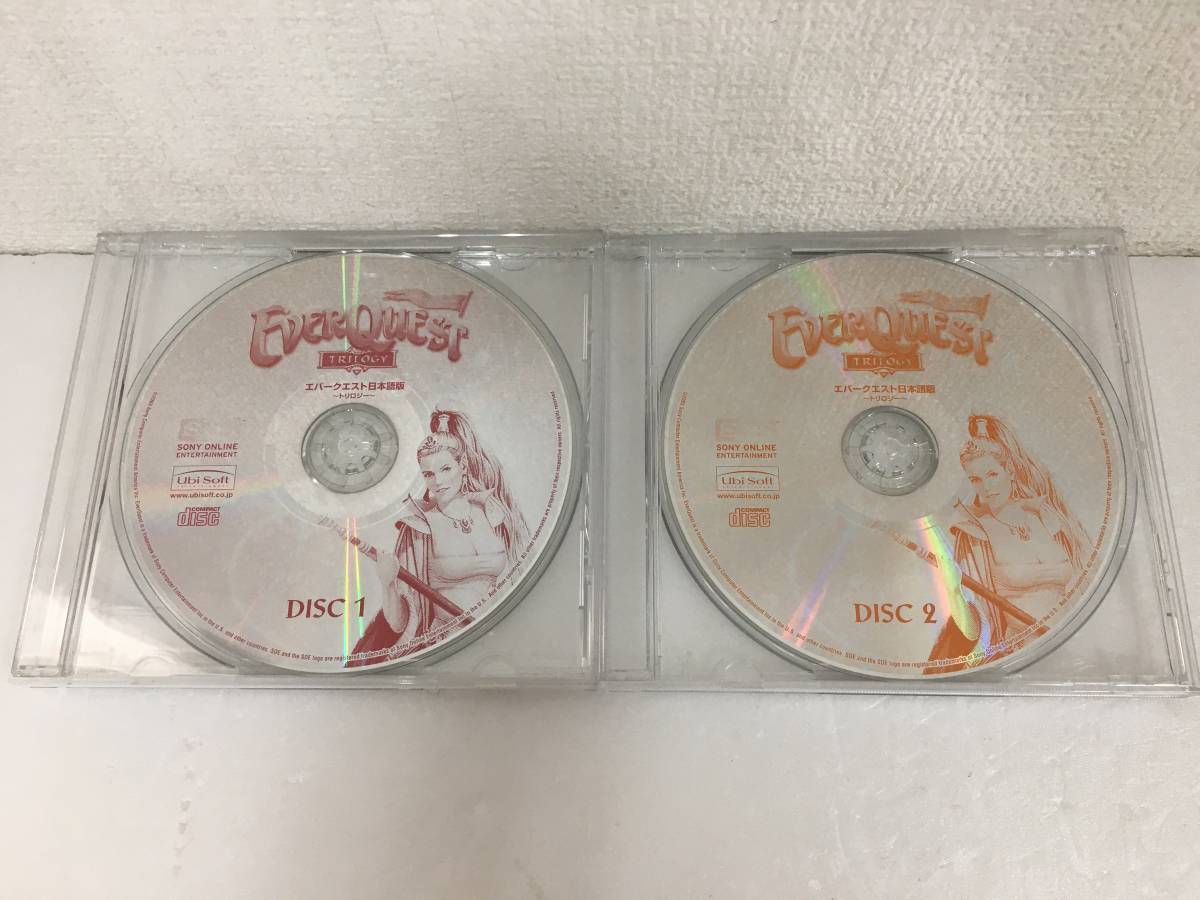 EVERQUEST
TRILOGY
エバークエスト日本語版
～トリロジー～
SONY ONLINE
ENTERTAINMENT
Ubi Soft
ENTERTAINMENT
www.ubisoft.co.jp
COMPACT
disc
DISC 1
EVERQUEST
TRILOGY
エバークエスト日本語版
～トリロジー～
SONY ONLINE
ENTERTAINMENT
Ubi Soft
ENTERTAINMENT
www.ubisoft.co.jp
COMPACT
disc
DISC 2